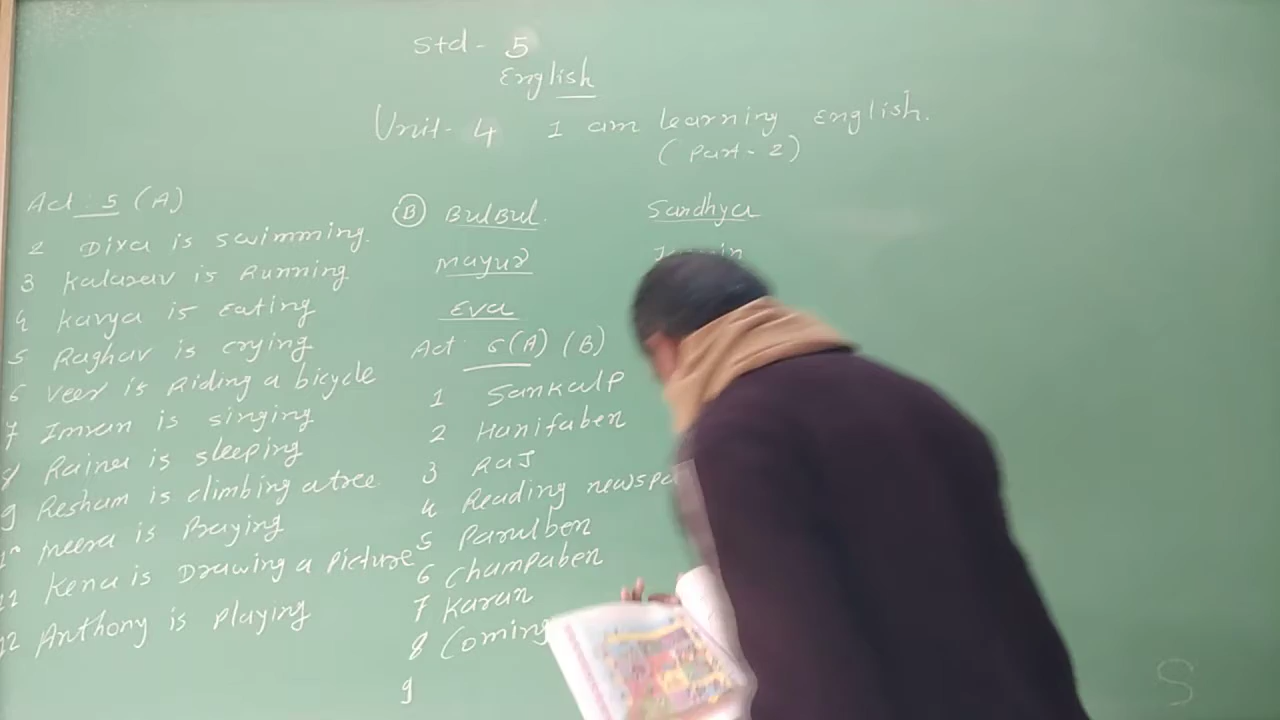 Std - 5
English
Unit - 4 I am learning English.
(Part - 2)
Act : 5 (A)
2 Diya is swimming.
3 Kalarav is Running
4 Kavya is eating
5 Raghav is crying
6 Veer is Riding a bicycle
7 Imran is singing
8 Raina is sleeping
9 Resham is climbing a tree
10 Meera is Praying
11 Kena is Drawing a Picture
12 Anthony is playing
(B) BulBul.
Mayur
Eva
Sandhya
Act : 6 (A) (B)
1 Sankalp
2 Hanifaben
3 Raj
4 Reading
5 Parulben
6 Champaben
7 Karan
8 Coming
9
S